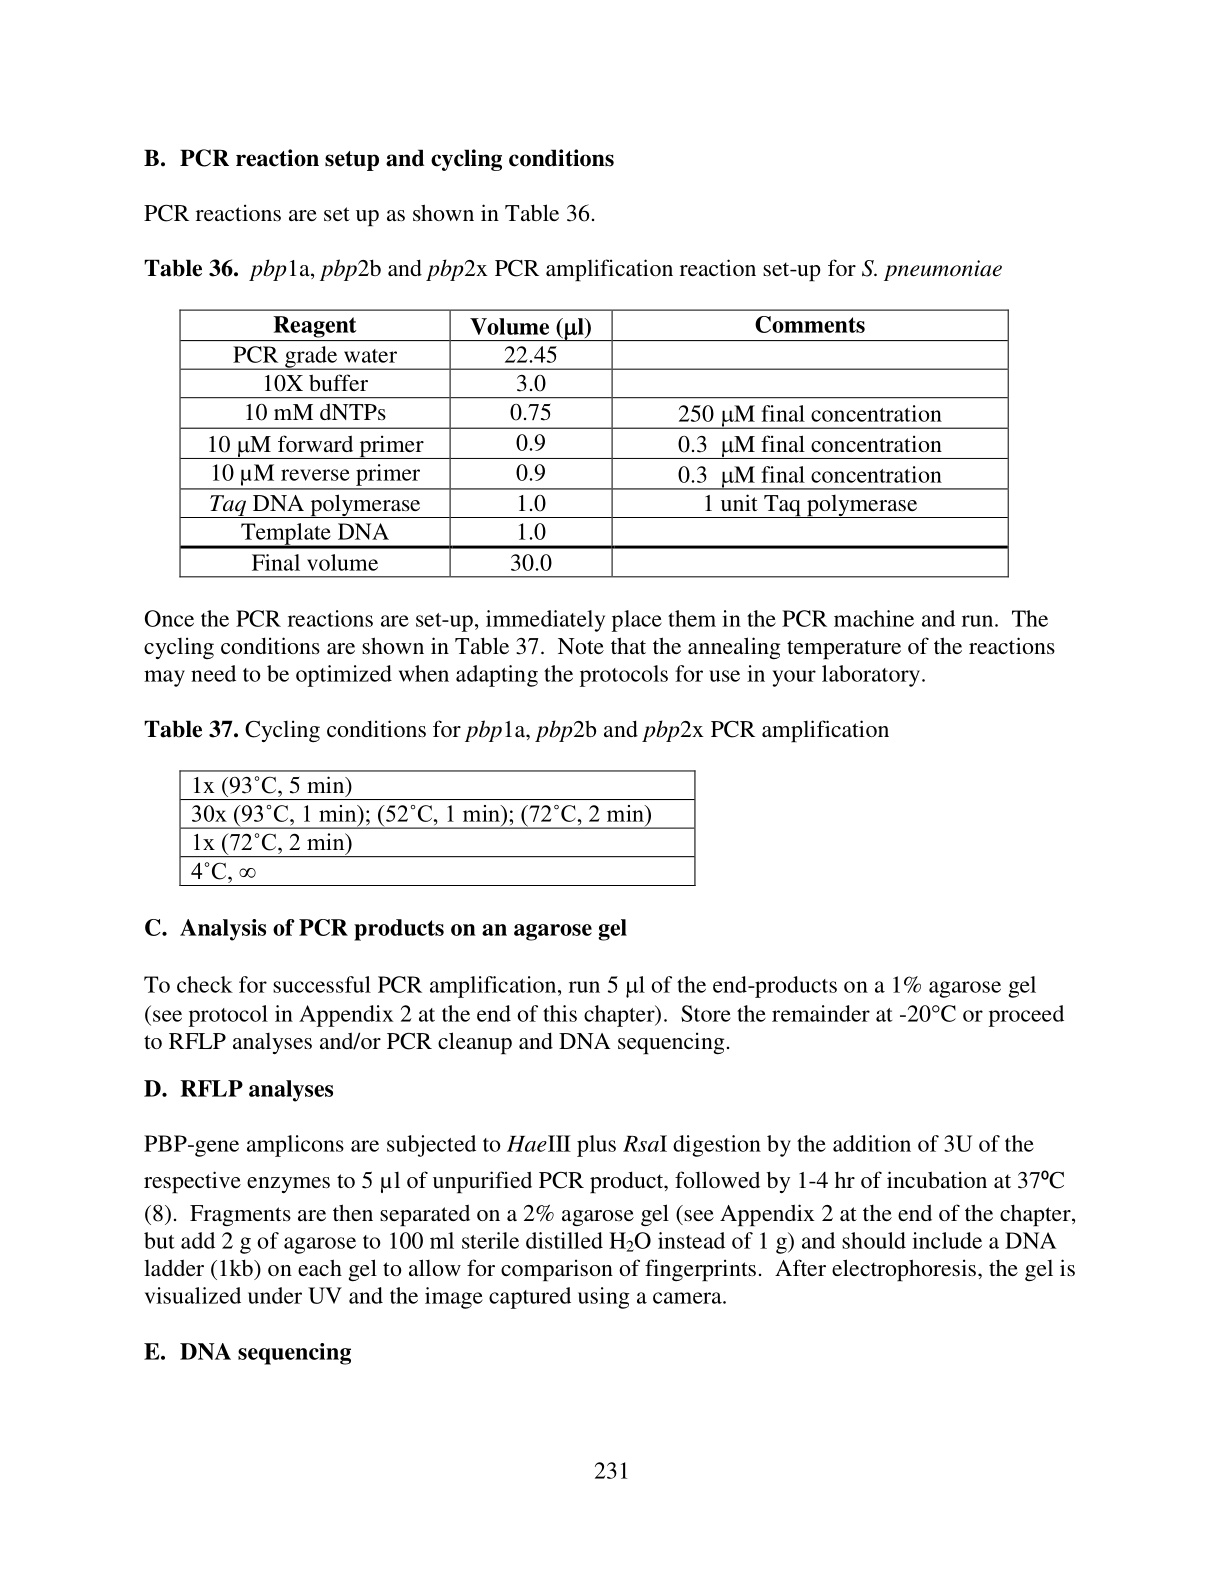 B. PCR reaction setup and cycling conditions
PCR reactions are set up as shown in Table 36.
Table 36. pbp1a, pbp2b and pbp2x PCR amplification reaction set-up for S. pneumoniae
Reagent Volume (µl) Comments
PCR grade water 22.45
10X buffer 3.0
10 mM dNTPs 0.75 250 µM final concentration
10 µM forward primer 0.9 0.3 µM final concentration
10 µM reverse primer 0.9 0.3 µM final concentration
Taq DNA polymerase 1.0 1 unit Taq polymerase
Template DNA 1.0
Final volume 30.0
Once the PCR reactions are set-up, immediately place them in the PCR machine and run. The
cycling conditions are shown in Table 37. Note that the annealing temperature of the reactions
may need to be optimized when adapting the protocols for use in your laboratory.
Table 37. Cycling conditions for pbp1a, pbp2b and pbp2x PCR amplification
1x (93˚C, 5 min)
30x (93˚C, 1 min); (52˚C, 1 min); (72˚C, 2 min)
1x (72˚C, 2 min)
4˚C, ∞
C. Analysis of PCR products on an agarose gel
To check for successful PCR amplification, run 5 µl of the end-products on a 1% agarose gel
(see protocol in Appendix 2 at the end of this chapter). Store the remainder at -20°C or proceed
to RFLP analyses and/or PCR cleanup and DNA sequencing.
D. RFLP analyses
PBP-gene amplicons are subjected to HaeIII plus RsaI digestion by the addition of 3U of the
respective enzymes to 5 µl of unpurified PCR product, followed by 1-4 hr of incubation at 37⁰C
(8). Fragments are then separated on a 2% agarose gel (see Appendix 2 at the end of the chapter,
but add 2 g of agarose to 100 ml sterile distilled H₂O instead of 1 g) and should include a DNA
ladder (1kb) on each gel to allow for comparison of fingerprints. After electrophoresis, the gel is
visualized under UV and the image captured using a camera.
E. DNA sequencing
231